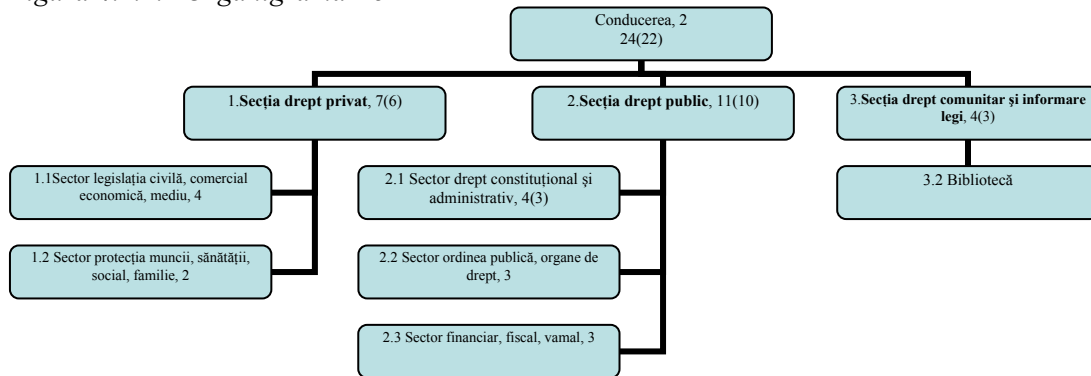 Conducerea, 2
24(22)
1.Secția drept privat, 7(6)
2.Secția drept public, 11(10)
3.Secția drept comunitar şi informare
legi, 4(3)
1.1Sector legislația civilă, comercial
economică, mediu, 4
2.1 Sector drept constituțional şi
administrativ, 4(3)
3.2 Bibliotecă
1.2 Sector protecția muncii, sănătății,
social, familie, 2
2.2 Sector ordinea publică, organe de
drept, 3
2.3 Sector financiar, fiscal, vamal, 3